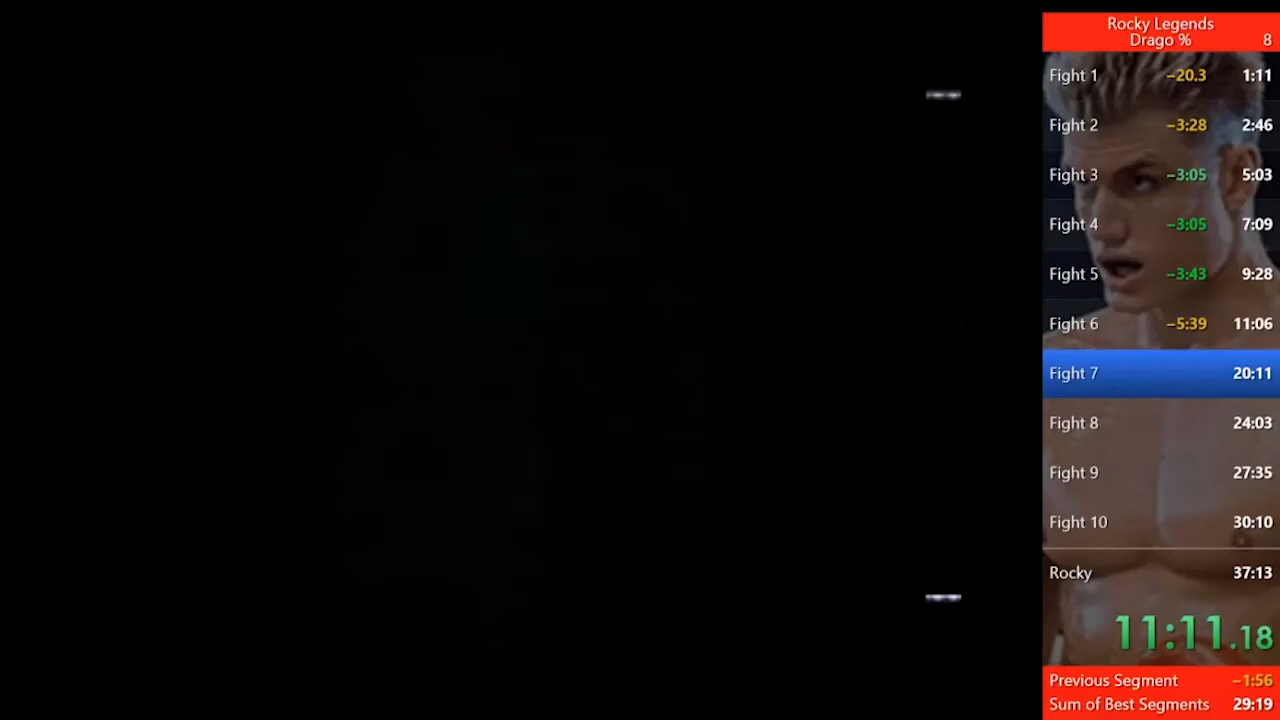 Rocky Legends
Drago % 8
Fight 1 −20.3 1:11
Fight 2 −3:28 2:46
Fight 3 −3:05 5:03
Fight 4 −3:05 7:09
Fight 5 −3:43 9:28
Fight 6 −5:39 11:06
Fight 7 20:11
Fight 8 24:03
Fight 9 27:35
Fight 10 30:10
Rocky 37:13
11:11.18
Previous Segment −1:56
Sum of Best Segments 29:19